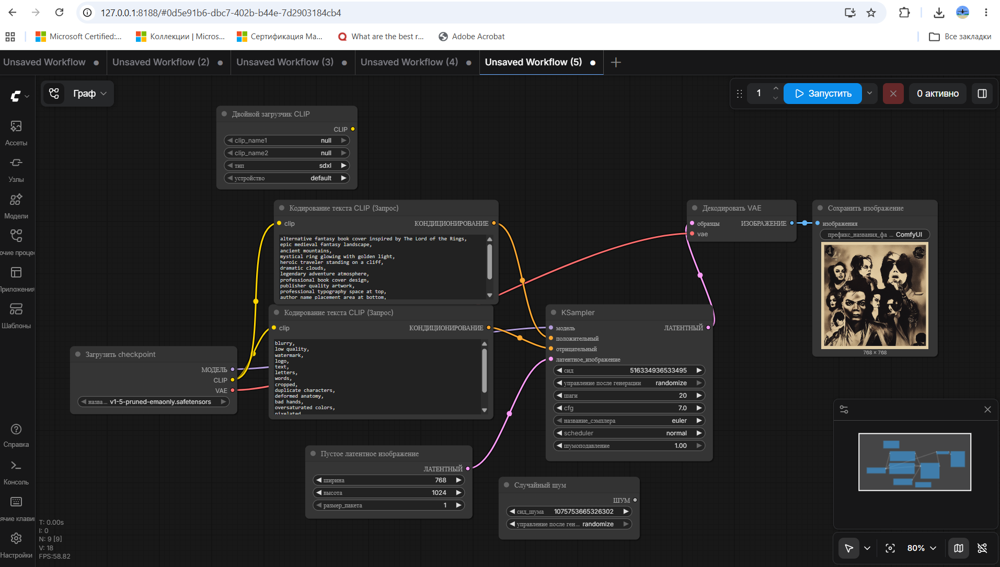 127.0.0.1:8188/#0d5e91b6-dbc7-402b-b44e-7d2903184cb4
Microsoft Certified:...
Коллекции | Micros...
Сертификация Ma...
What are the best r...
Adobe Acrobat
Все закладки
Unsaved Workflow
Unsaved Workflow (2)
Unsaved Workflow (3)
Unsaved Workflow (4)
Unsaved Workflow (5)
Граф
1
Запустить
0 активно
Ассеты
Узлы
Модели
очие процес
Приложения
Шаблоны
Справка
Консоль
ячие клави
Настройки
Двойной загрузчик CLIP
CLIP
clip_name1 null
clip_name2 null
тип sdxl
устройство default
Кодирование текста CLIP (Запрос)
clip КОНДИЦИОНИРОВАНИЕ
alternative fantasy book cover inspired by The Lord of the Rings,
epic medieval fantasy landscape,
ancient mountains,
mystical ring glowing with golden light,
heroic traveler standing on a cliff,
dramatic clouds,
legendary adventure atmosphere,
professional book cover design,
publisher quality artwork,
professional typography space at top,
author name placement area at bottom,
Кодирование текста CLIP (Запрос)
clip КОНДИЦИОНИРОВАНИЕ
blurry,
low quality,
watermark,
logo,
text,
letters,
words,
cropped,
duplicate characters,
deformed anatomy,
bad hands,
oversaturated colors,
pixelated
Загрузить checkpoint
МОДЕЛЬ
CLIP
VAE
назва... v1-5-pruned-emaonly.safetensors
Пустое латентное изображение
ЛАТЕНТНЫЙ
ширина 768
высота 1024
размер_пакета 1
KSampler
модель ЛАТЕНТНЫЙ
положительный
отрицательный
латентное_изображение
сид 516334936533495
управление после генерации randomize
шаги 20
cfg 7.0
название_сэмплера euler
scheduler normal
шумоподавление 1.00
Случайный шум
ШУМ
сид_шума 1075753665326302
управление после ген... randomize
Декодировать VAE
образцы ИЗОБРАЖЕНИЕ
vae
Сохранить изображение
изображения
префикс_названия_фа ... ComfyUI
768 × 768
T: 0.00s
I: 0
N: 9 [9]
V: 18
FPS:58.82
80%